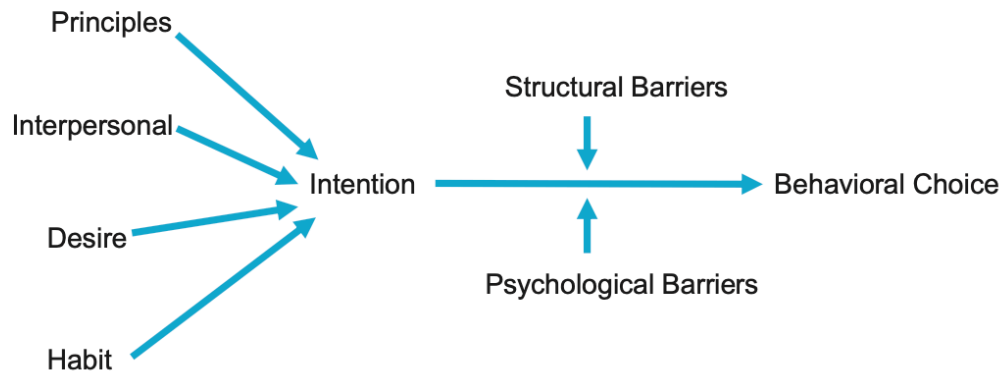 Principles
Structural Barriers
Interpersonal
Intention
Behavioral Choice
Desire
Psychological Barriers
Habit